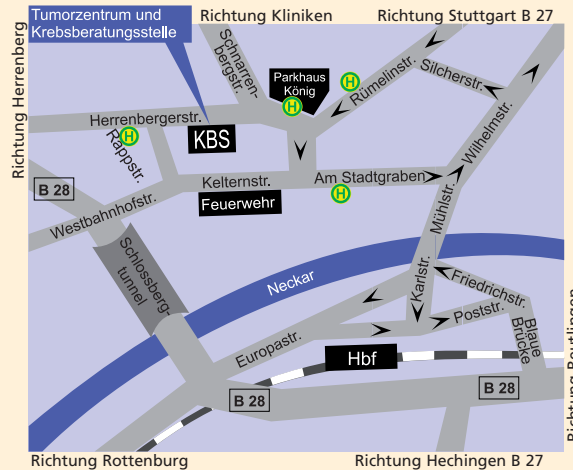 Tumorzentrum und
Krebsberatungsstelle
Richtung Kliniken
Richtung Stuttgart B 27
Richtung Herrenberg
Schnarren-
bergstr.
Parkhaus
König
H
H
Rümelinstr.
Silcherstr.
Wilhelmstr.
Herrenbergerstr.
H
Rappstr.
KBS
B 28
Kelternstr.
Am Stadtgraben
Feuerwehr
H
Westbahnhofstr.
Mühlstr.
Schlossberg-
tunnel
Neckar
Karlstr.
Friedrichstr.
Poststr.
Blaue
Brücke
Europastr.
Hbf
B 28
B 28
Richtung Reutlingen
Richtung Rottenburg
Richtung Hechingen B 27